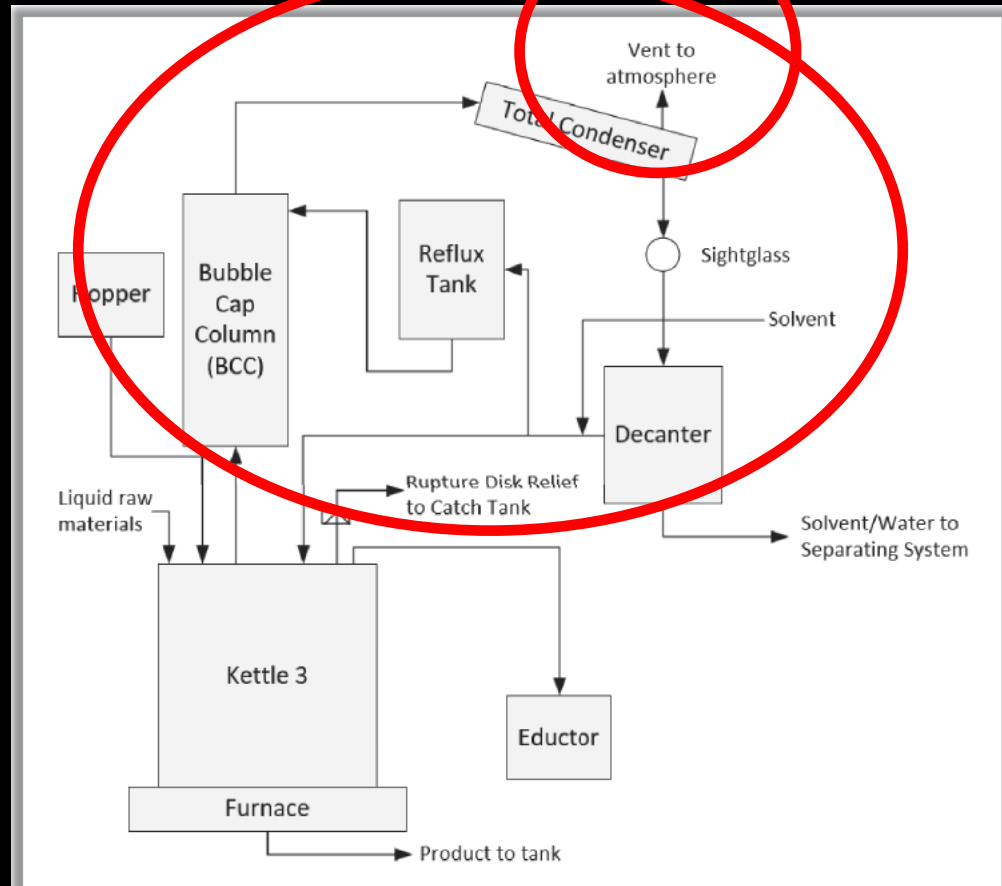 Vent to
atmosphere
Total Condenser
Hopper
Bubble
Cap
Column
(BCC)
Reflux
Tank
Sightglass
Solvent
Decanter
Liquid raw
materials
Rupture Disk Relief
to Catch Tank
Solvent/Water to
Separating System
Kettle 3
Eductor
Furnace
Product to tank